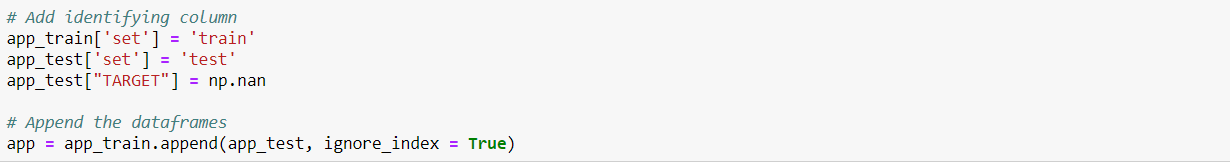 # Add identifying column
app_train['set'] = 'train'
app_test['set'] = 'test'
app_test["TARGET"] = np.nan
# Append the dataframes
app = app_train.append(app_test, ignore_index = True)